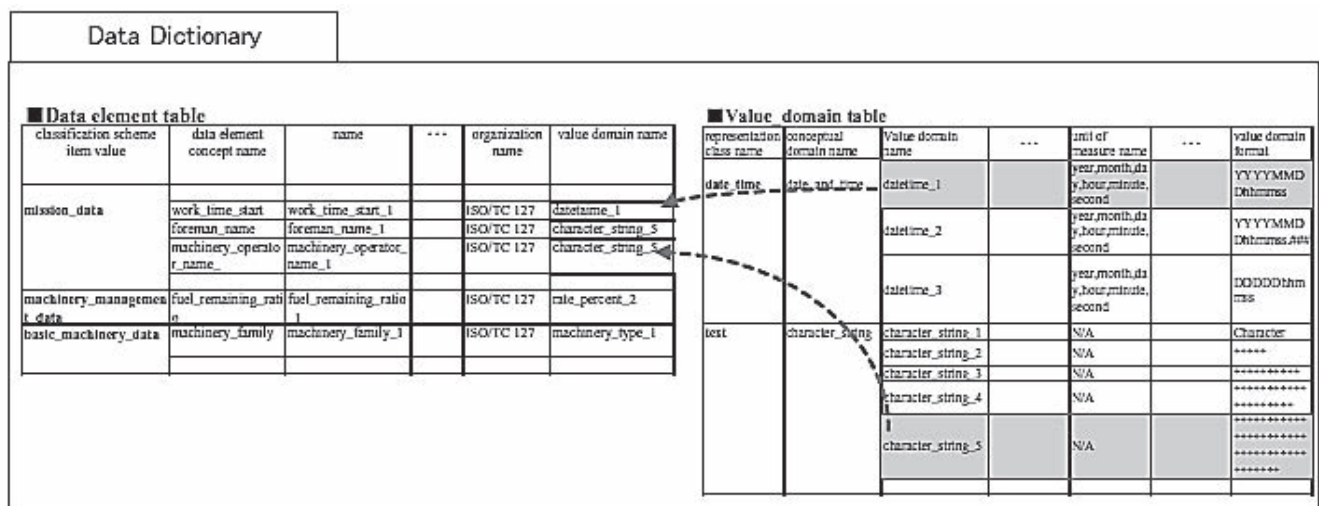 Data Dictionary
■Data element table
classification scheme item value | data element concept name | name | --- | organization name | value domain name
mission_data | work_time_start | work_time_start_1 | ISO/TC 127 | datetime_1
foreman_name | foreman_name_1 | ISO/TC 127 | character_string_5
machinery_operator_name_ | machinery_operator_name_1 | ISO/TC 127 | character_string_5
machinery_management_data | fuel_remaining_ratio | fuel_remaining_ratio_1 | ISO/TC 127 | rate_percent_2
basic_machinery_data | machinery_family | machinery_family_1 | ISO/TC 127 | machinery_type_1
■Value_domain table
representation class name | conceptual domain name | Value domain name | --- | unit of measure name | --- | value domain format
date_time | date_and_time | datetime_1 | year,month,day,hour,minute,second | YYYYMMDDhhmmss
datetime_2 | year,month,day,hour,minute,second | YYYYMMDDhhmmss.###
datetime_3 | year,month,day,hour,minute,second | DDDDDhhmmss
text | character_string | character_string_1 | N/A | Character
character_string_2 | N/A | +++++
character_string_3 | N/A | ++++++++++
character_string_4 | N/A | ++++++++++++++++++++
character_string_5 | N/A